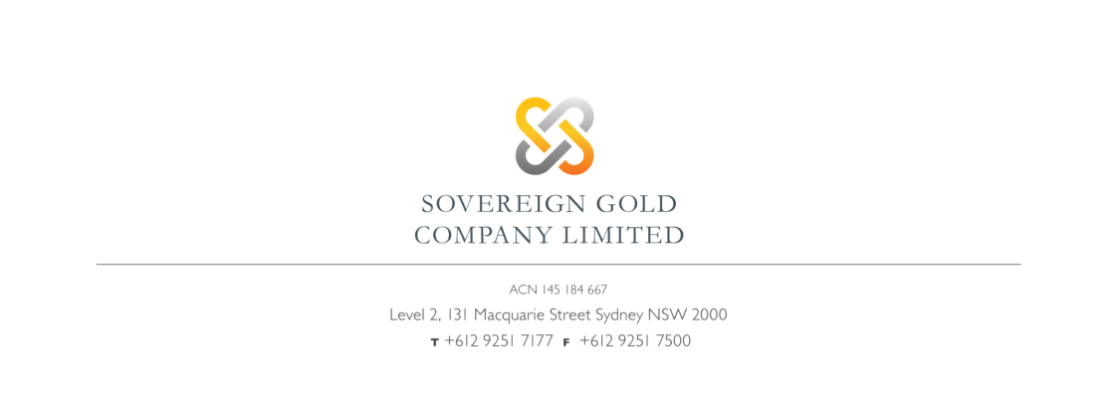 SOVEREIGN GOLD
COMPANY LIMITED
ACN 145 184 667
Level 2, 131 Macquarie Street Sydney NSW 2000
T +612 9251 7177 F +612 9251 7500